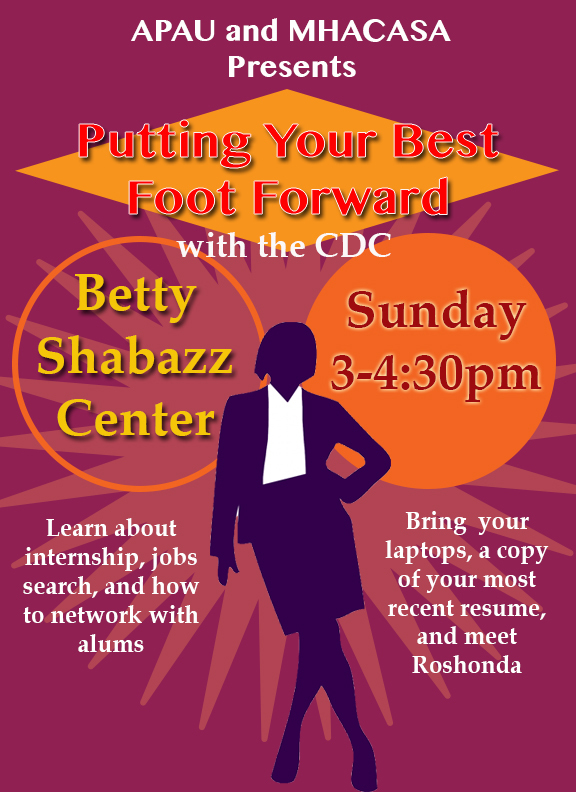 APAU and MHACASA
Presents
Putting Your Best
Foot Forward
with the CDC
Betty
Shabazz
Center
Sunday
3-4:30pm
Learn about
internship, jobs
search, and how
to network with
alums
Bring your
laptops, a copy
of your most
recent resume,
and meet
Roshonda